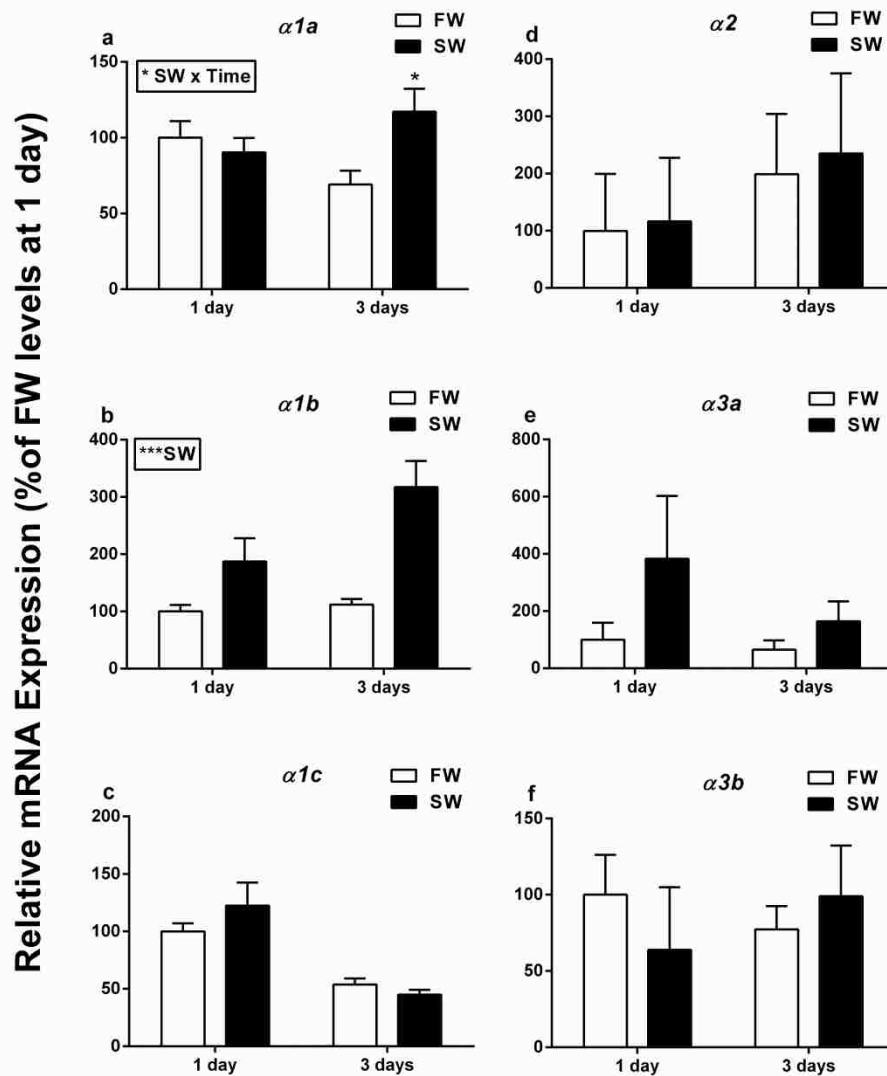 Relative mRNA Expression (%of FW levels at 1 day)
a
α1a
FW
SW
* SW x Time
*
150
100
50
0
1 day
3 days
b
α1b
FW
SW
***SW
400
300
200
100
0
1 day
3 days
c
α1c
FW
SW
200
150
100
50
0
1 day
3 days
d
α2
FW
SW
400
300
200
100
0
1 day
3 days
e
α3a
FW
SW
800
600
400
200
0
1 day
3 days
f
α3b
FW
SW
150
100
50
0
1 day
3 days